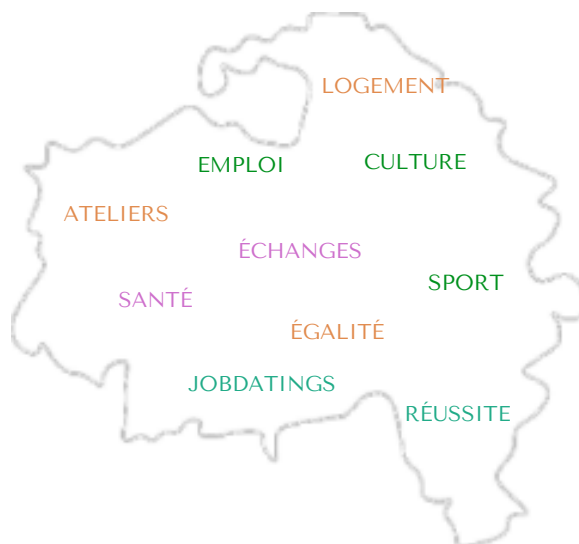 LOGEMENT
EMPLOI
CULTURE
ATELIERS
ÉCHANGES
SANTÉ
SPORT
ÉGALITÉ
JOBDATINGS
RÉUSSITE